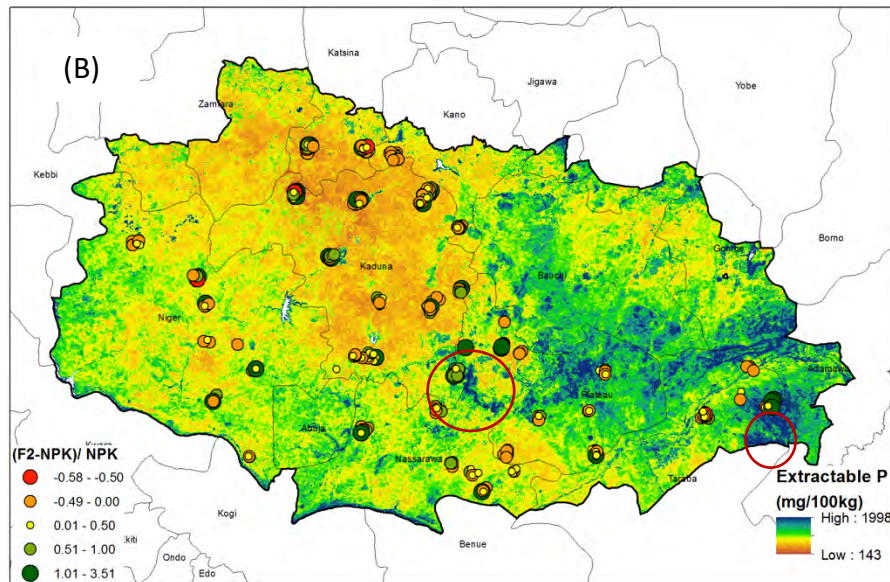 (B)
Katsina
Jigawa
Yobe
Zamfara
Kano
Kebbi
Borno
Gombe
Bauchi
Kaduna
Niger
Adamawa
Plateau
Abuja
Nassarawa
Taraba
Kogi
Benue
Ondo
Edo
(F2-NPK)/ NPK
-0.58 - -0.50
-0.49 - 0.00
0.01 - 0.50
0.51 - 1.00
1.01 - 3.51
Extractable P
(mg/100kg)
High : 1998
Low : 143